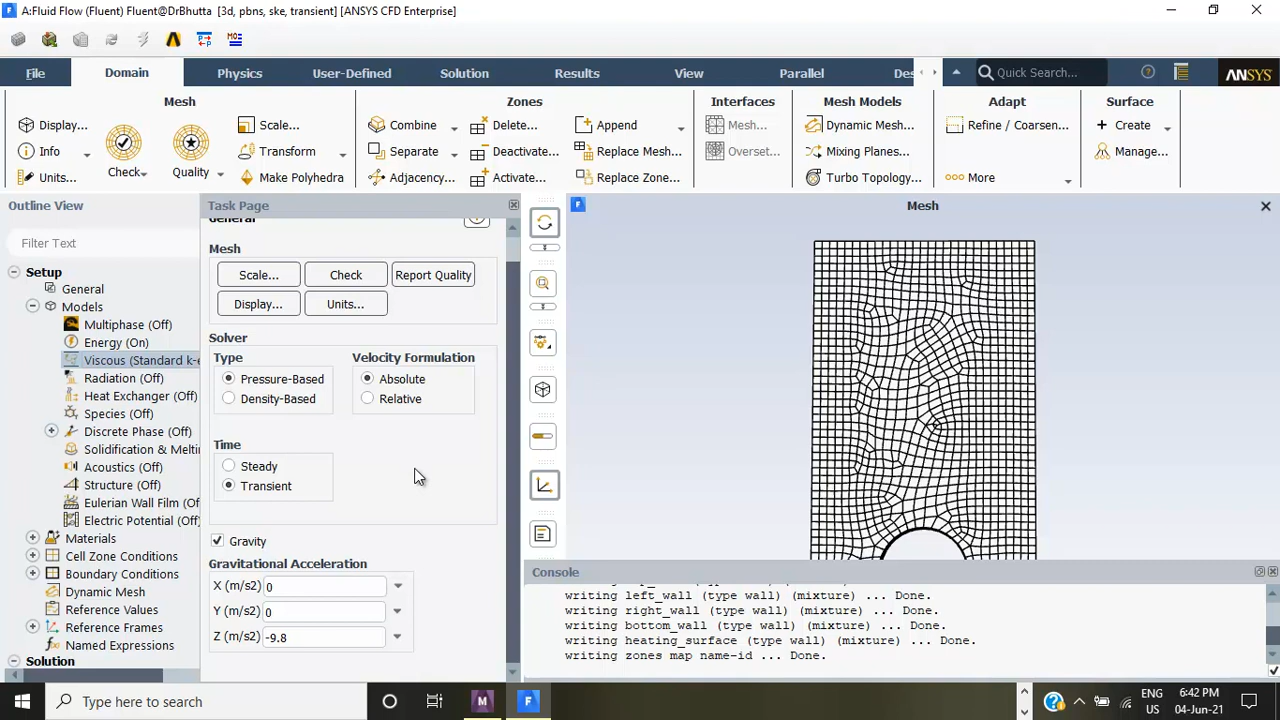 A:Fluid Flow (Fluent) Fluent@DrBhutta [3d, pbns, ske, transient] [ANSYS CFD Enterprise]
File Domain Physics User-Defined Solution Results View Parallel Des Quick Search... ANSYS
Mesh Zones Interfaces Mesh Models Adapt Surface
Display... Scale... Combine Delete... Append Mesh... Dynamic Mesh... Refine / Coarsen... Create
Info Check Quality Transform Separate Deactivate... Replace Mesh... Overset... Mixing Planes... Manage...
Units... Make Polyhedra Adjacency... Activate... Replace Zone... Turbo Topology... More
Outline View
Filter Text
Setup
General
Models
Multiphase (Off)
Energy (On)
Viscous (Standard k-e
Radiation (Off)
Heat Exchanger (Of
Species (Off)
Discrete Phase (Off)
Solidification & Melti
Acoustics (Off)
Structure (Off)
Eulerian Wall Film (Of
Electric Potential (Off
Materials
Cell Zone Conditions
Boundary Conditions
Dynamic Mesh
Reference Values
Reference Frames
Named Expressions
Solution
Task Page
General
Mesh
Scale... Check Report Quality
Display... Units...
Solver
Type Velocity Formulation
Pressure-Based Absolute
Density-Based Relative
Time
Steady
Transient
Gravity
Gravitational Acceleration
X (m/s2) 0
Y (m/s2) 0
Z (m/s2) -9.8
Mesh
Console
writing left_wall (type wall) (mixture) ... Done.
writing right_wall (type wall) (mixture) ... Done.
writing bottom_wall (type wall) (mixture) ... Done.
writing heating_surface (type wall) (mixture) ... Done.
writing zones map name-id ... Done.
Type here to search
ENG
US
6:42 PM
04-Jun-21